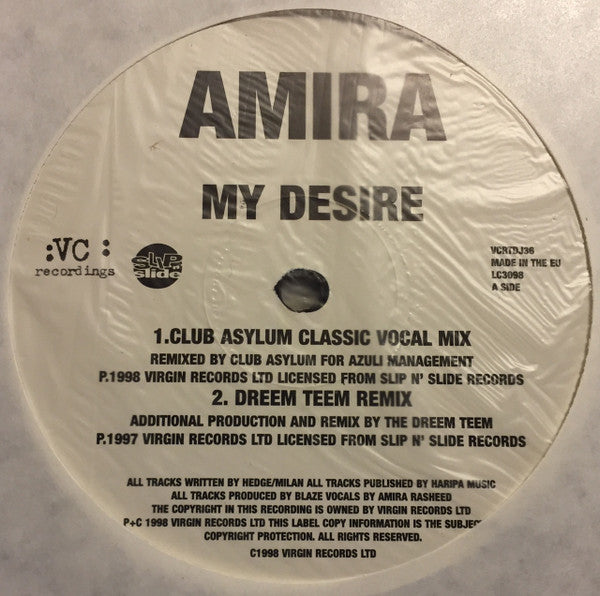 AMIRA
MY DESIRE
:VC :
recordings
SLIP
'n'
slide
VCRTDJ36
MADE IN THE EU
LC3098
A SIDE
1.CLUB ASYLUM CLASSIC VOCAL MIX
REMIXED BY CLUB ASYLUM FOR AZULI MANAGEMENT
P.1998 VIRGIN RECORDS LTD LICENSED FROM SLIP N' SLIDE RECORDS
2. DREEM TEEM REMIX
ADDITIONAL PRODUCTION AND REMIX BY THE DREEM TEEM
P.1997 VIRGIN RECORDS LTD LICENSED FROM SLIP N' SLIDE RECORDS
ALL TRACKS WRITTEN BY HEDGE/MILAN ALL TRACKS PUBLISHED BY HARIPA MUSIC
ALL TRACKS PRODUCED BY BLAZE VOCALS BY AMIRA RASHEED
THE COPYRIGHT IN THIS RECORDING IS OWNED BY VIRGIN RECORDS LTD
P+C 1998 VIRGIN RECORDS LTD THIS LABEL COPY INFORMATION IS THE SUBJEC
COPYRIGHT PROTECTION. ALL RIGHTS RESERVED.
C1998 VIRGIN RECORDS LTD